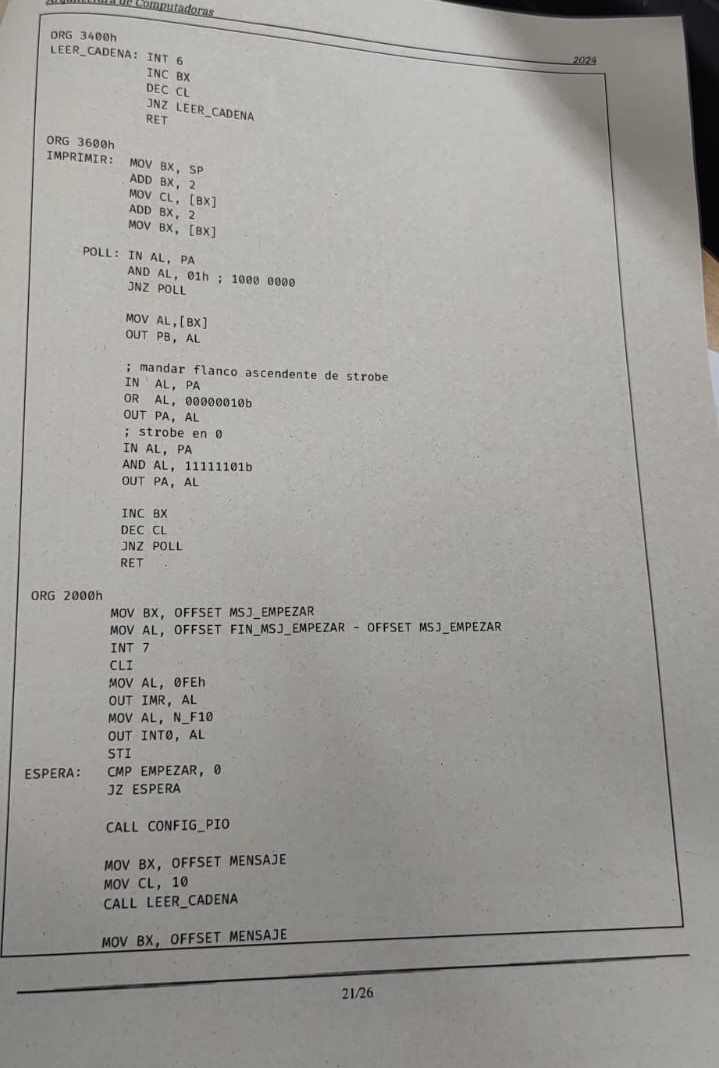 Arquitectura de Computadoras
2024
ORG 3400h
LEER_CADENA: INT 6
INC BX
DEC CL
JNZ LEER_CADENA
RET
ORG 3600h
IMPRIMIR: MOV BX, SP
ADD BX, 2
MOV CL, [BX]
ADD BX, 2
MOV BX, [BX]
POLL: IN AL, PA
AND AL, 01h ; 1000 0000
JNZ POLL
MOV AL,[BX]
OUT PB, AL
; mandar flanco ascendente de strobe
IN AL, PA
OR AL, 00000010b
OUT PA, AL
; strobe en 0
IN AL, PA
AND AL, 11111101b
OUT PA, AL
INC BX
DEC CL
JNZ POLL
RET
ORG 2000h
MOV BX, OFFSET MSJ_EMPEZAR
MOV AL, OFFSET FIN_MSJ_EMPEZAR - OFFSET MSJ_EMPEZAR
INT 7
CLI
MOV AL, 0FEh
OUT IMR, AL
MOV AL, N_F10
OUT INT0, AL
STI
ESPERA: CMP EMPEZAR, 0
JZ ESPERA
CALL CONFIG_PIO
MOV BX, OFFSET MENSAJE
MOV CL, 10
CALL LEER_CADENA
MOV BX, OFFSET MENSAJE
21/26